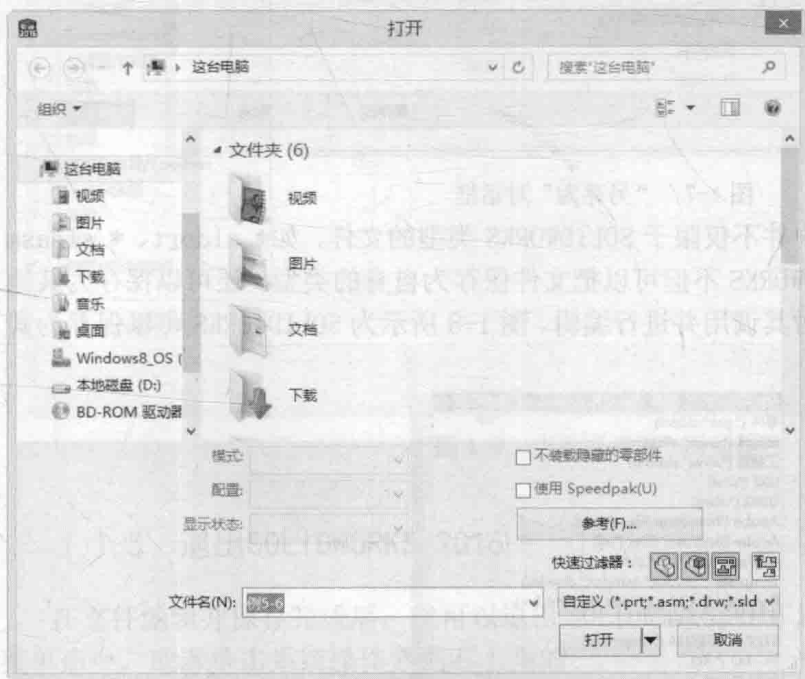 打开
这台电脑
搜索"这台电脑"
组织
文件夹 (6)
这台电脑
视频
图片
文档
下载
音乐
桌面
Windows8_OS (
本地磁盘 (D:)
BD-ROM 驱动器
视频
图片
文档
下载
模式:
配置:
显示状态:
不装载隐藏的零部件
使用 Speedpak(U)
参考(F)...
快速过滤器：
文件名(N):
自定义 (*.prt;*.asm;*.drw;*.sld
打开
取消